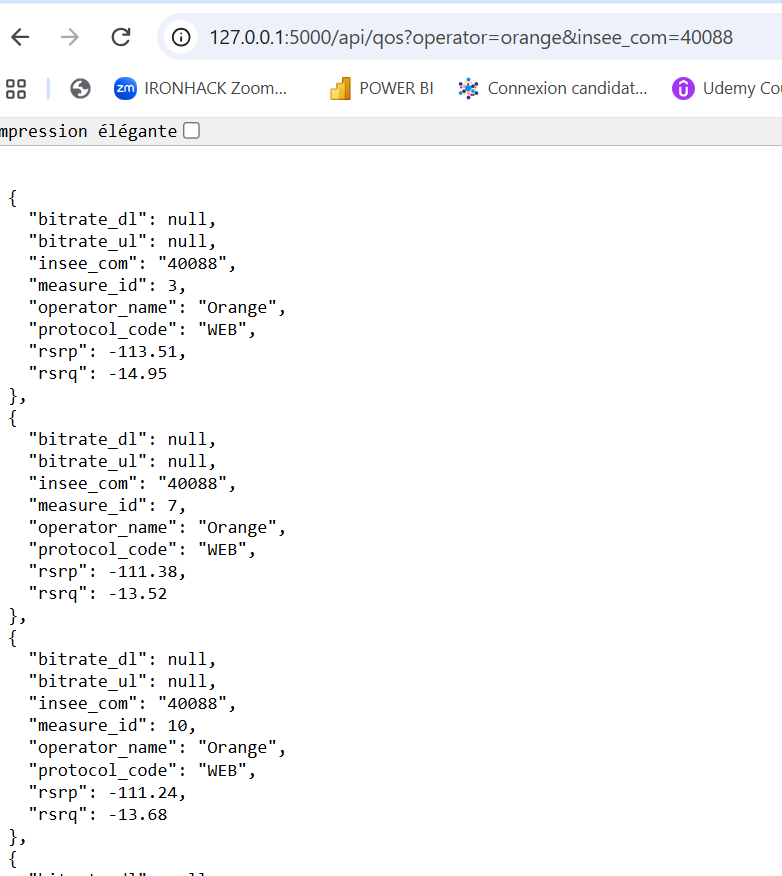 127.0.0.1:5000/api/qos?operator=orange&insee_com=40088
zm IRONHACK Zoom... POWER BI Connexion candidat... Udemy Cou
mpression élégante
{
"bitrate_dl": null,
"bitrate_ul": null,
"insee_com": "40088",
"measure_id": 3,
"operator_name": "Orange",
"protocol_code": "WEB",
"rsrp": -113.51,
"rsrq": -14.95
},
{
"bitrate_dl": null,
"bitrate_ul": null,
"insee_com": "40088",
"measure_id": 7,
"operator_name": "Orange",
"protocol_code": "WEB",
"rsrp": -111.38,
"rsrq": -13.52
},
{
"bitrate_dl": null,
"bitrate_ul": null,
"insee_com": "40088",
"measure_id": 10,
"operator_name": "Orange",
"protocol_code": "WEB",
"rsrp": -111.24,
"rsrq": -13.68
},
{